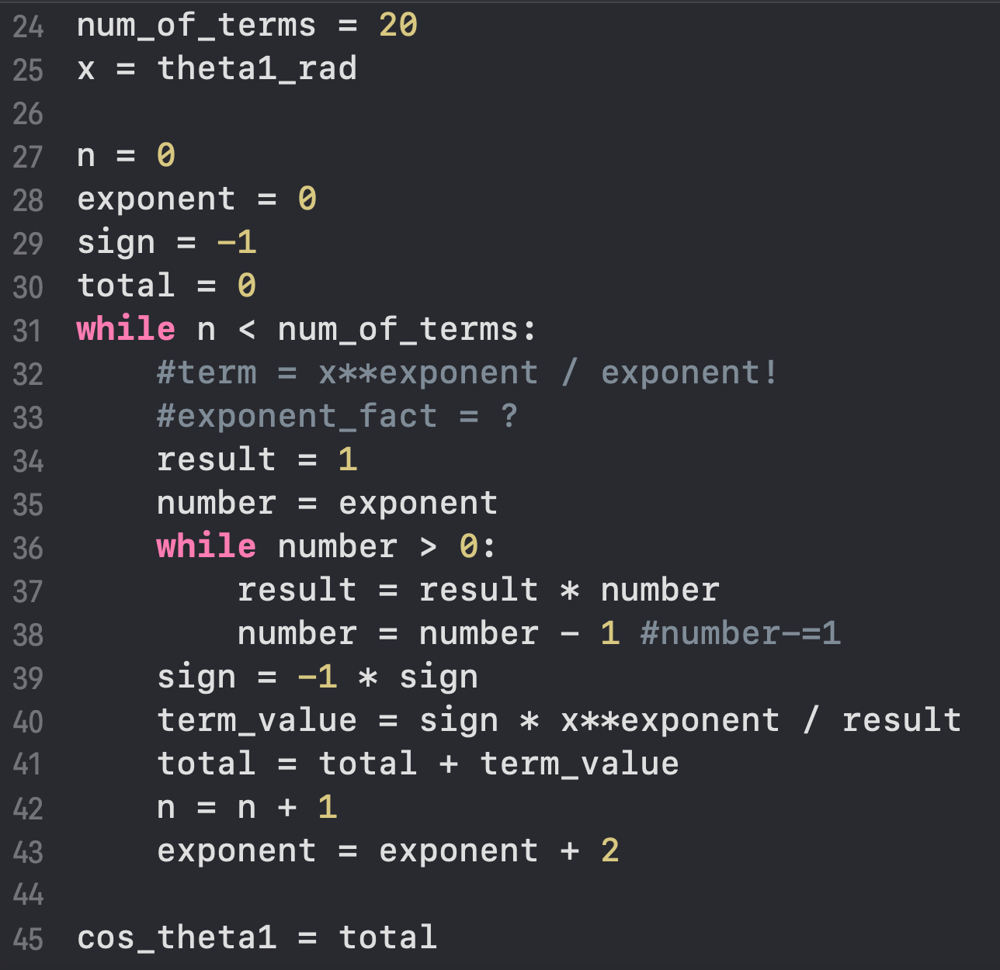 24 num_of_terms = 20
25 x = theta1_rad
26
27 n = 0
28 exponent = 0
29 sign = -1
30 total = 0
31 while n < num_of_terms:
32     #term = x**exponent / exponent!
33     #exponent_fact = ?
34     result = 1
35     number = exponent
36     while number > 0:
37         result = result * number
38         number = number - 1 #number-=1
39     sign = -1 * sign
40     term_value = sign * x**exponent / result
41     total = total + term_value
42     n = n + 1
43     exponent = exponent + 2
44
45 cos_theta1 = total